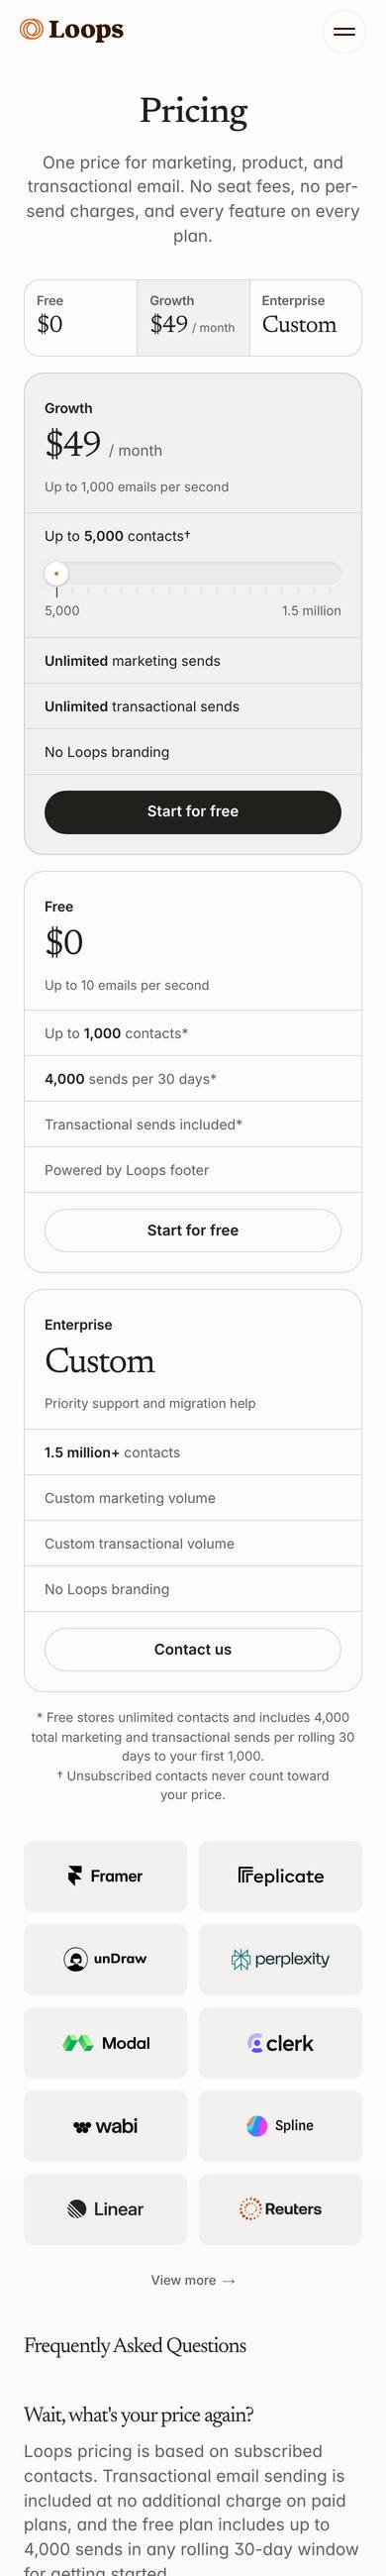 Loops
Pricing
One price for marketing, product, and
transactional email. No seat fees, no per-
send charges, and every feature on every
plan.
Free
$0
Growth
$49 / month
Enterprise
Custom
Growth
$49 / month
Up to 1,000 emails per second
Up to 5,000 contacts†
5,000
1.5 million
Unlimited marketing sends
Unlimited transactional sends
No Loops branding
Start for free
Free
$0
Up to 10 emails per second
Up to 1,000 contacts*
4,000 sends per 30 days*
Transactional sends included*
Powered by Loops footer
Start for free
Enterprise
Custom
Priority support and migration help
1.5 million+ contacts
Custom marketing volume
Custom transactional volume
No Loops branding
Contact us
* Free stores unlimited contacts and includes 4,000
total marketing and transactional sends per rolling 30
days to your first 1,000.
† Unsubscribed contacts never count toward
your price.
Framer
Replicate
unDraw
perplexity
Modal
clerk
wabi
Spline
Linear
Reuters
View more →
Frequently Asked Questions
Wait, what's your price again?
Loops pricing is based on subscribed
contacts. Transactional email sending is
included at no additional charge on paid
plans, and the free plan includes up to
4,000 sends in any rolling 30-day window
for getting started